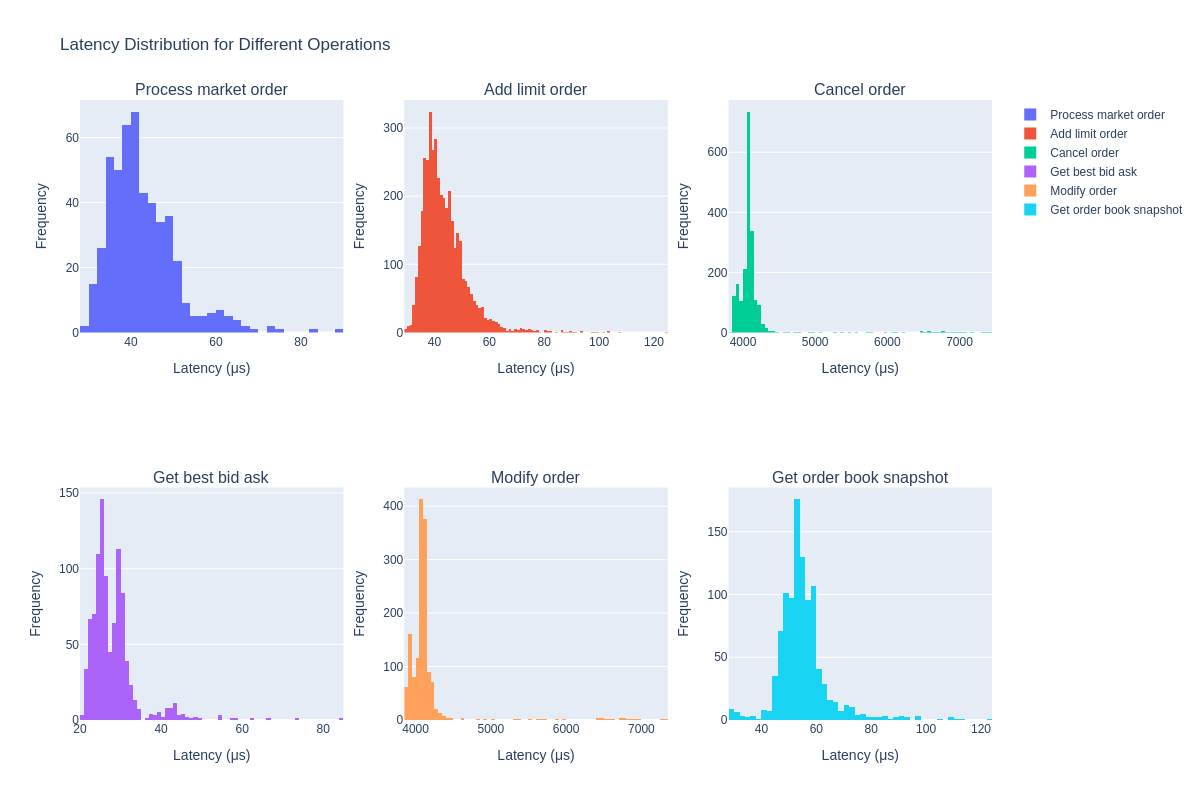 Latency Distribution for Different Operations
Process market order
Add limit order
Cancel order
Process market order
Add limit order
Cancel order
Get best bid ask
Modify order
Get order book snapshot
Frequency
0
20
40
60
40
60
80
Latency (μs)
Frequency
0
100
200
300
40
60
80
100
120
Latency (μs)
Frequency
0
200
400
600
4000
5000
6000
7000
Latency (μs)
Get best bid ask
Modify order
Get order book snapshot
Frequency
0
50
100
150
20
40
60
80
Latency (μs)
Frequency
0
100
200
300
400
4000
5000
6000
7000
Latency (μs)
Frequency
0
50
100
150
40
60
80
100
120
Latency (μs)